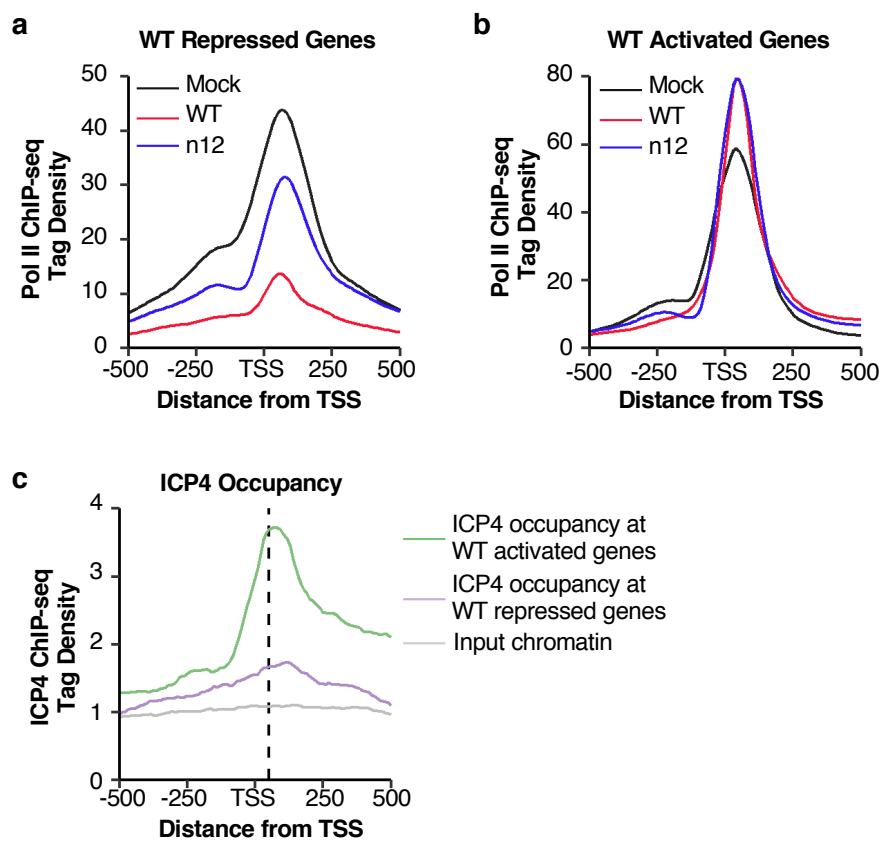 a
WT Repressed Genes
Pol II ChIP-seq
Tag Density
50
40
30
20
10
0
Mock
WT
n12
-500
-250
TSS
250
500
Distance from TSS
b
WT Activated Genes
Pol II ChIP-seq
Tag Density
80
60
40
20
0
Mock
WT
n12
-500
-250
TSS
250
500
Distance from TSS
c
ICP4 Occupancy
ICP4 ChIP-seq
Tag Density
4
3
2
1
0
-500
-250
TSS
250
500
Distance from TSS
ICP4 occupancy at
WT activated genes
ICP4 occupancy at
WT repressed genes
Input chromatin